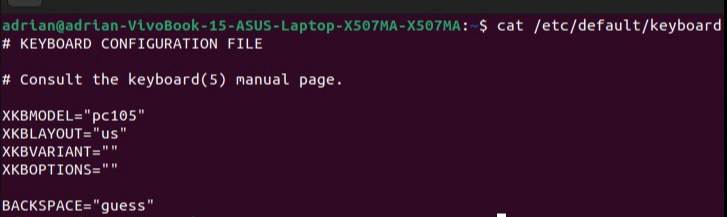 adrian@adrian-VivoBook-15-ASUS-Laptop-X507MA-X507MA:~$ cat /etc/default/keyboard
# KEYBOARD CONFIGURATION FILE
# Consult the keyboard(5) manual page.
XKBMODEL="pc105"
XKBLAYOUT="us"
XKBVARIANT=""
XKBOPTIONS=""
BACKSPACE="guess"